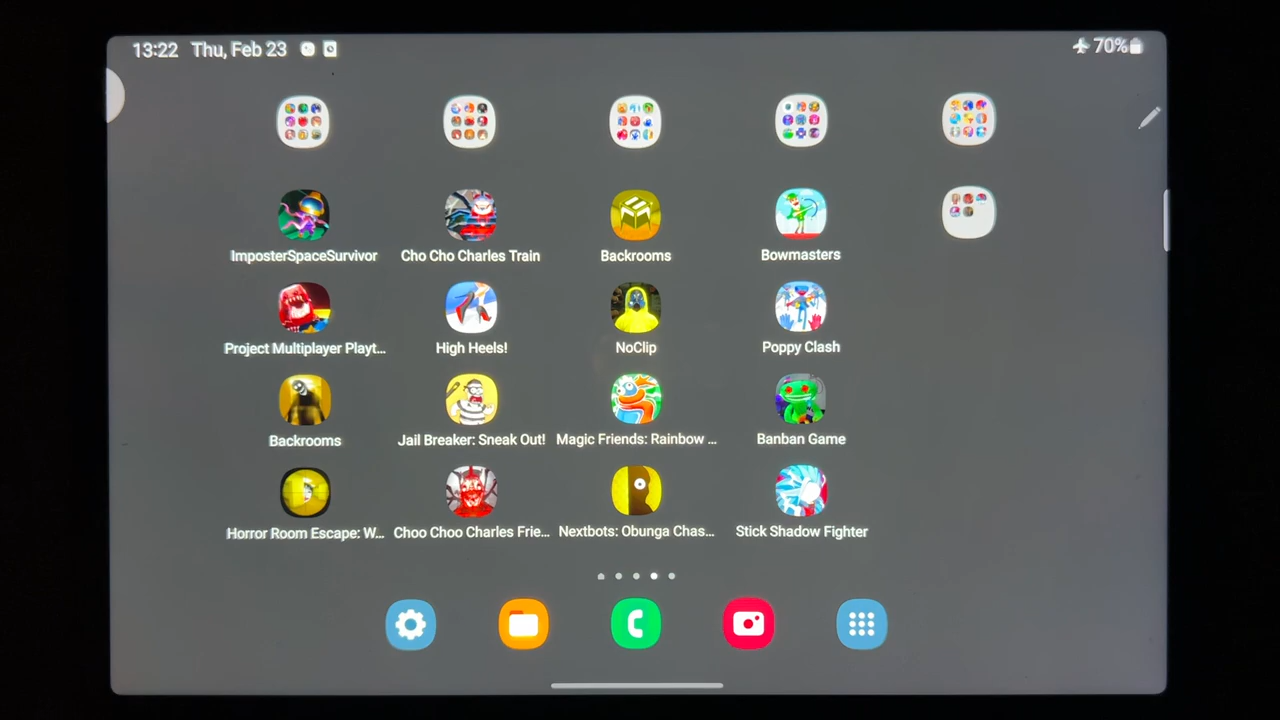 13:22 Thu, Feb 23
70%
ImposterSpaceSurvivor
Cho Cho Charles Train
Backrooms
Bowmasters
Project Multiplayer Playt...
High Heels!
NoClip
Poppy Clash
Backrooms
Jail Breaker: Sneak Out!
Magic Friends: Rainbow ...
Banban Game
Horror Room Escape: W...
Choo Choo Charles Frie...
Nextbots: Obunga Chas...
Stick Shadow Fighter